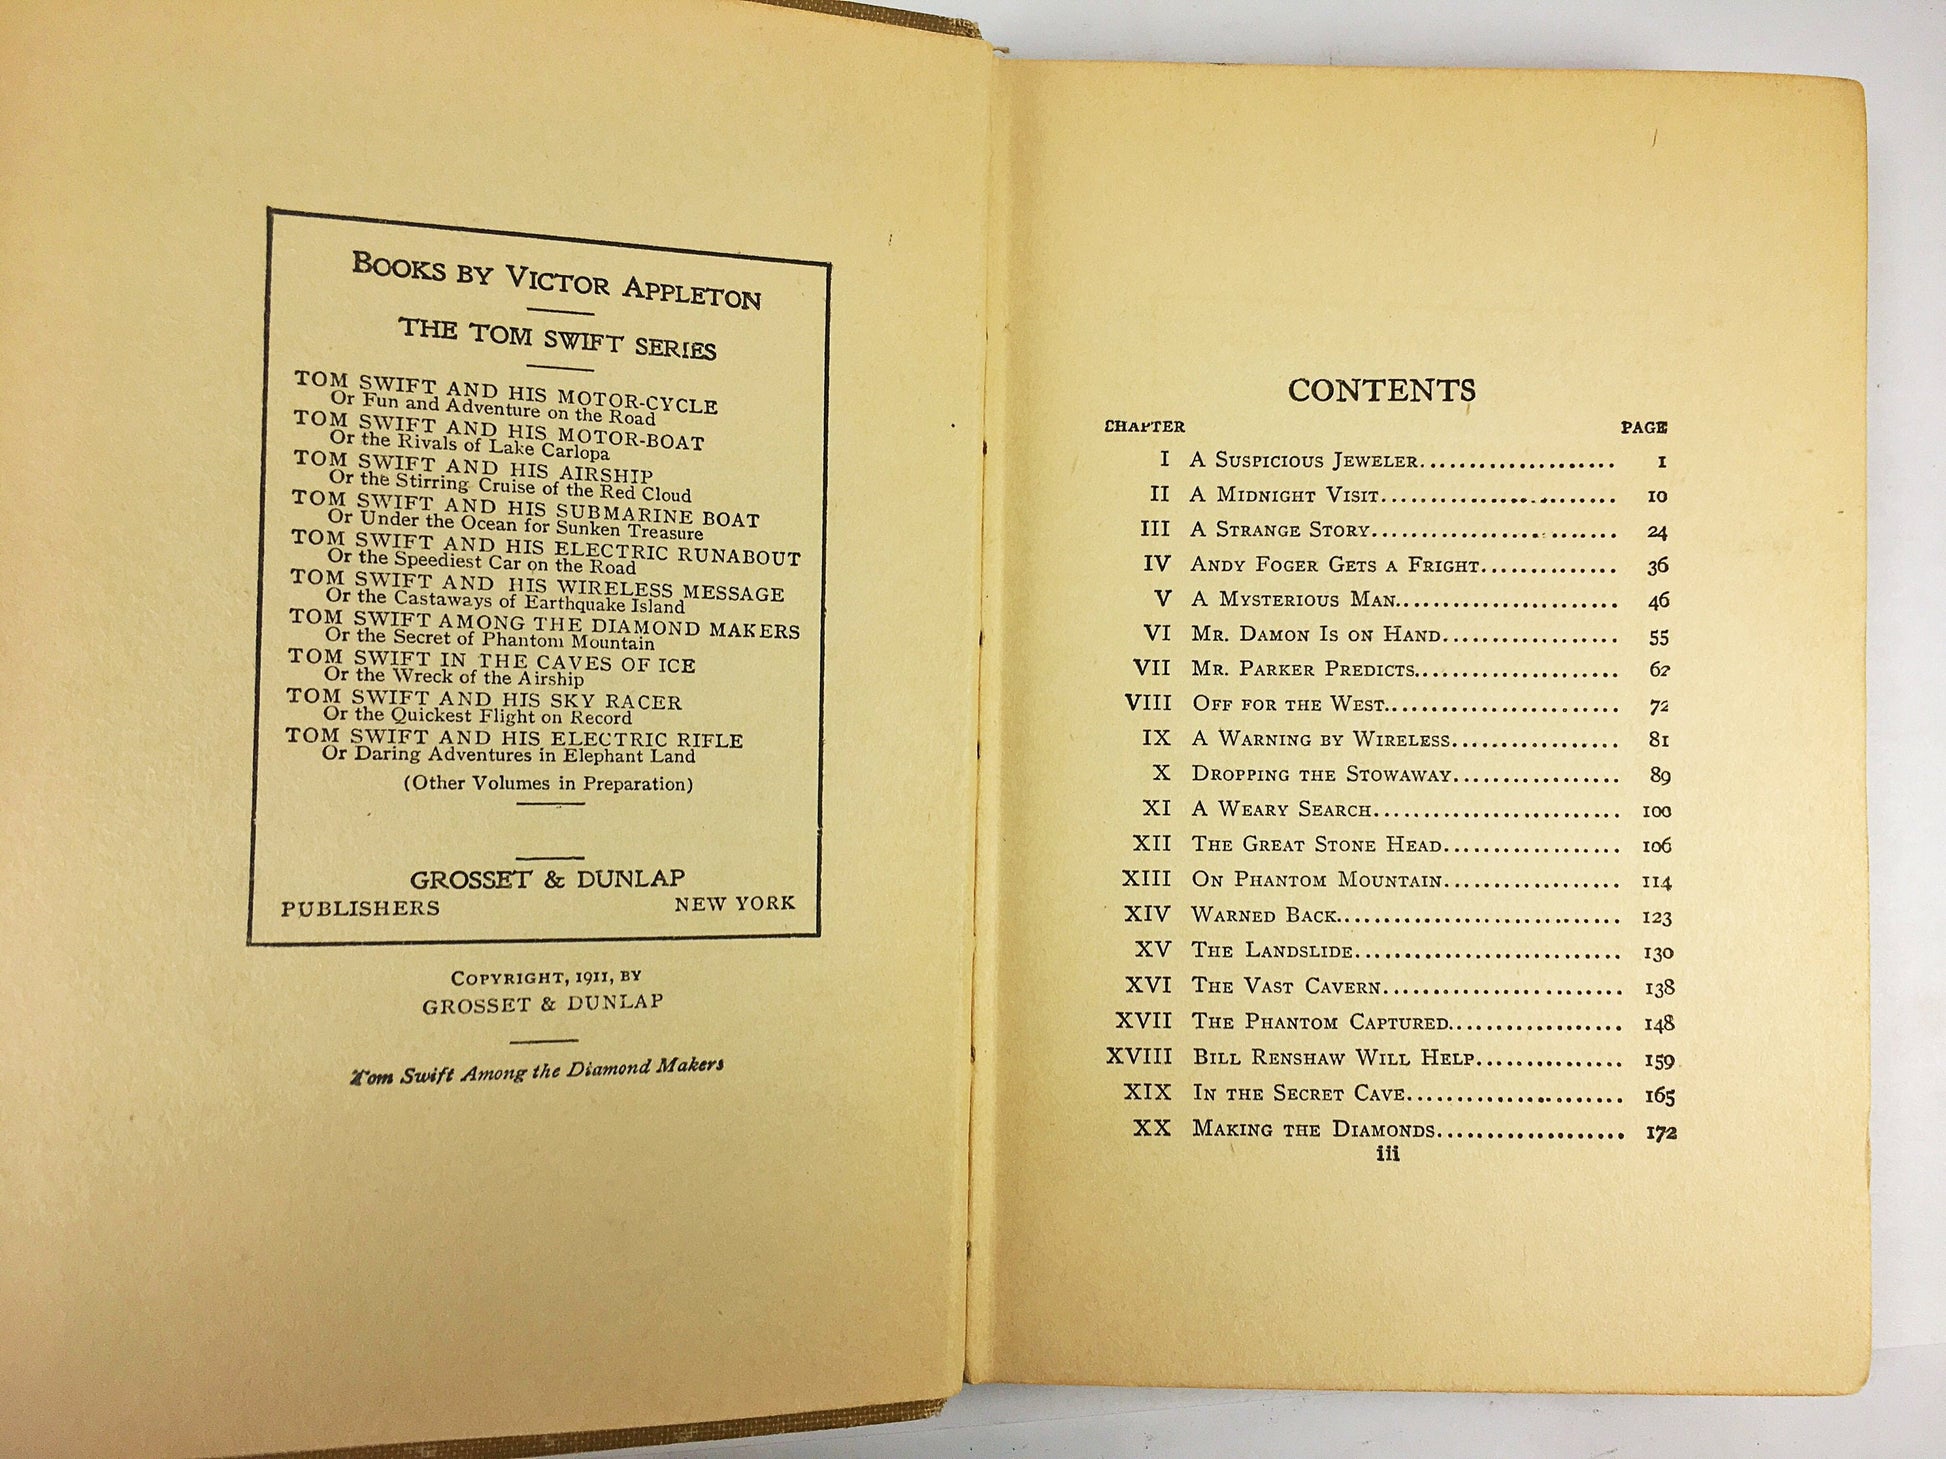 BOOKS BY VICTOR APPLETON
THE TOM SWIFT SERIES
TOM SWIFT AND HIS MOTOR-CYCLE
Or Fun and Adventure on the Road
TOM SWIFT AND HIS MOTOR-BOAT
Or the Rivals of Lake Carlopa
TOM SWIFT AND HIS AIRSHIP
Or the Stirring Cruise of the Red Cloud
TOM SWIFT AND HIS SUBMARINE BOAT
Or Under the Ocean for Sunken Treasure
TOM SWIFT AND HIS ELECTRIC RUNABOUT
Or the Speediest Car on the Road
TOM SWIFT AND HIS WIRELESS MESSAGE
Or the Castaways of Earthquake Island
TOM SWIFT AMONG THE DIAMOND MAKERS
Or the Secret of Phantom Mountain
TOM SWIFT IN THE CAVES OF ICE
Or the Wreck of the Airship
TOM SWIFT AND HIS SKY RACER
Or the Quickest Flight on Record
TOM SWIFT AND HIS ELECTRIC RIFLE
Or Daring Adventures in Elephant Land
(Other Volumes in Preparation)
GROSSET & DUNLAP
PUBLISHERS NEW YORK
COPYRIGHT, 1911, BY
GROSSET & DUNLAP
Tom Swift Among the Diamond Makers
CONTENTS
CHAPTER PAGE
I A SUSPICIOUS JEWELER.................... 1
II A MIDNIGHT VISIT........................ 10
III A STRANGE STORY......................... 24
IV ANDY FOGER GETS A FRIGHT.............. 36
V A MYSTERIOUS MAN....................... 46
VI MR. DAMON IS ON HAND.................. 55
VII MR. PARKER PREDICTS..................... 62
VIII OFF FOR THE WEST........................ 72
IX A WARNING BY WIRELESS................. 81
X DROPPING THE STOWAWAY................. 89
XI A WEARY SEARCH......................... 100
XII THE GREAT STONE HEAD.................. 106
XIII ON PHANTOM MOUNTAIN.................. 114
XIV WARNED BACK............................. 123
XV THE LANDSLIDE........................... 130
XVI THE VAST CAVERN........................ 138
XVII THE PHANTOM CAPTURED.................. 148
XVIII BILL RENSHAW WILL HELP............... 159
XIX IN THE SECRET CAVE...................... 165
XX MAKING THE DIAMONDS................... 172
iii